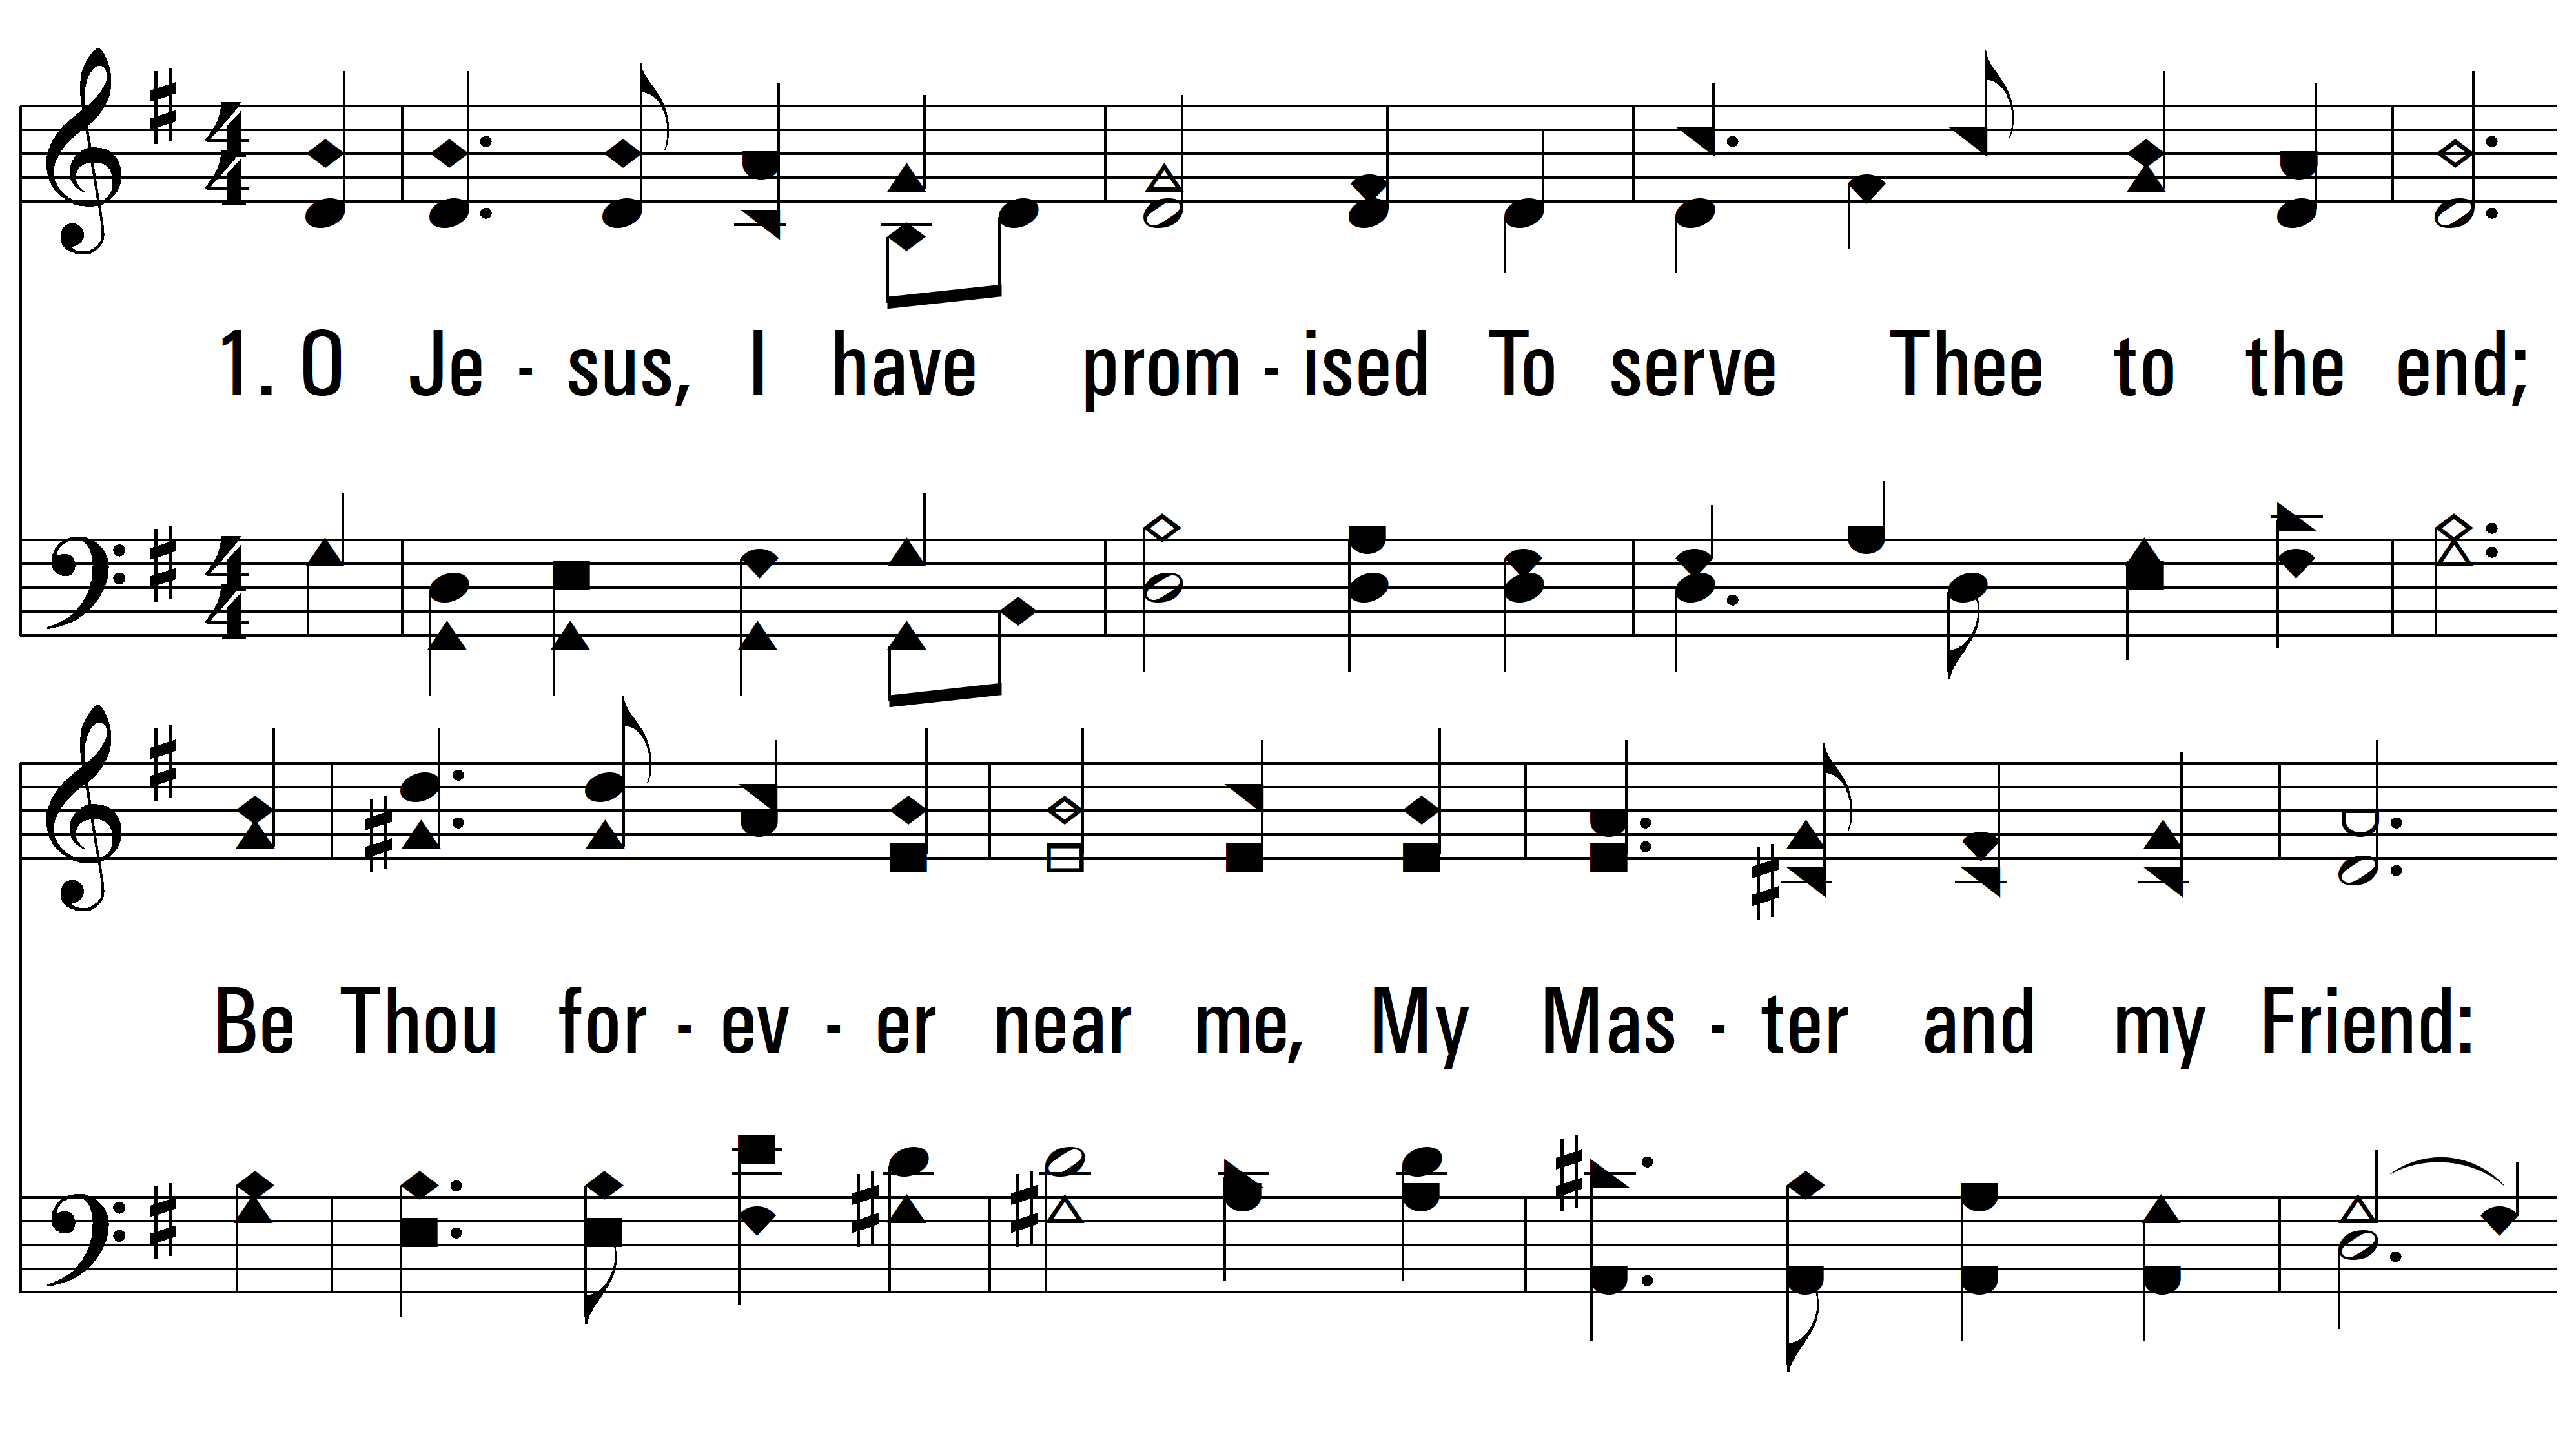 1. O Je - sus, I have prom - ised To serve Thee to the end;
Be Thou for - ev - er near me, My Mas - ter and my Friend: